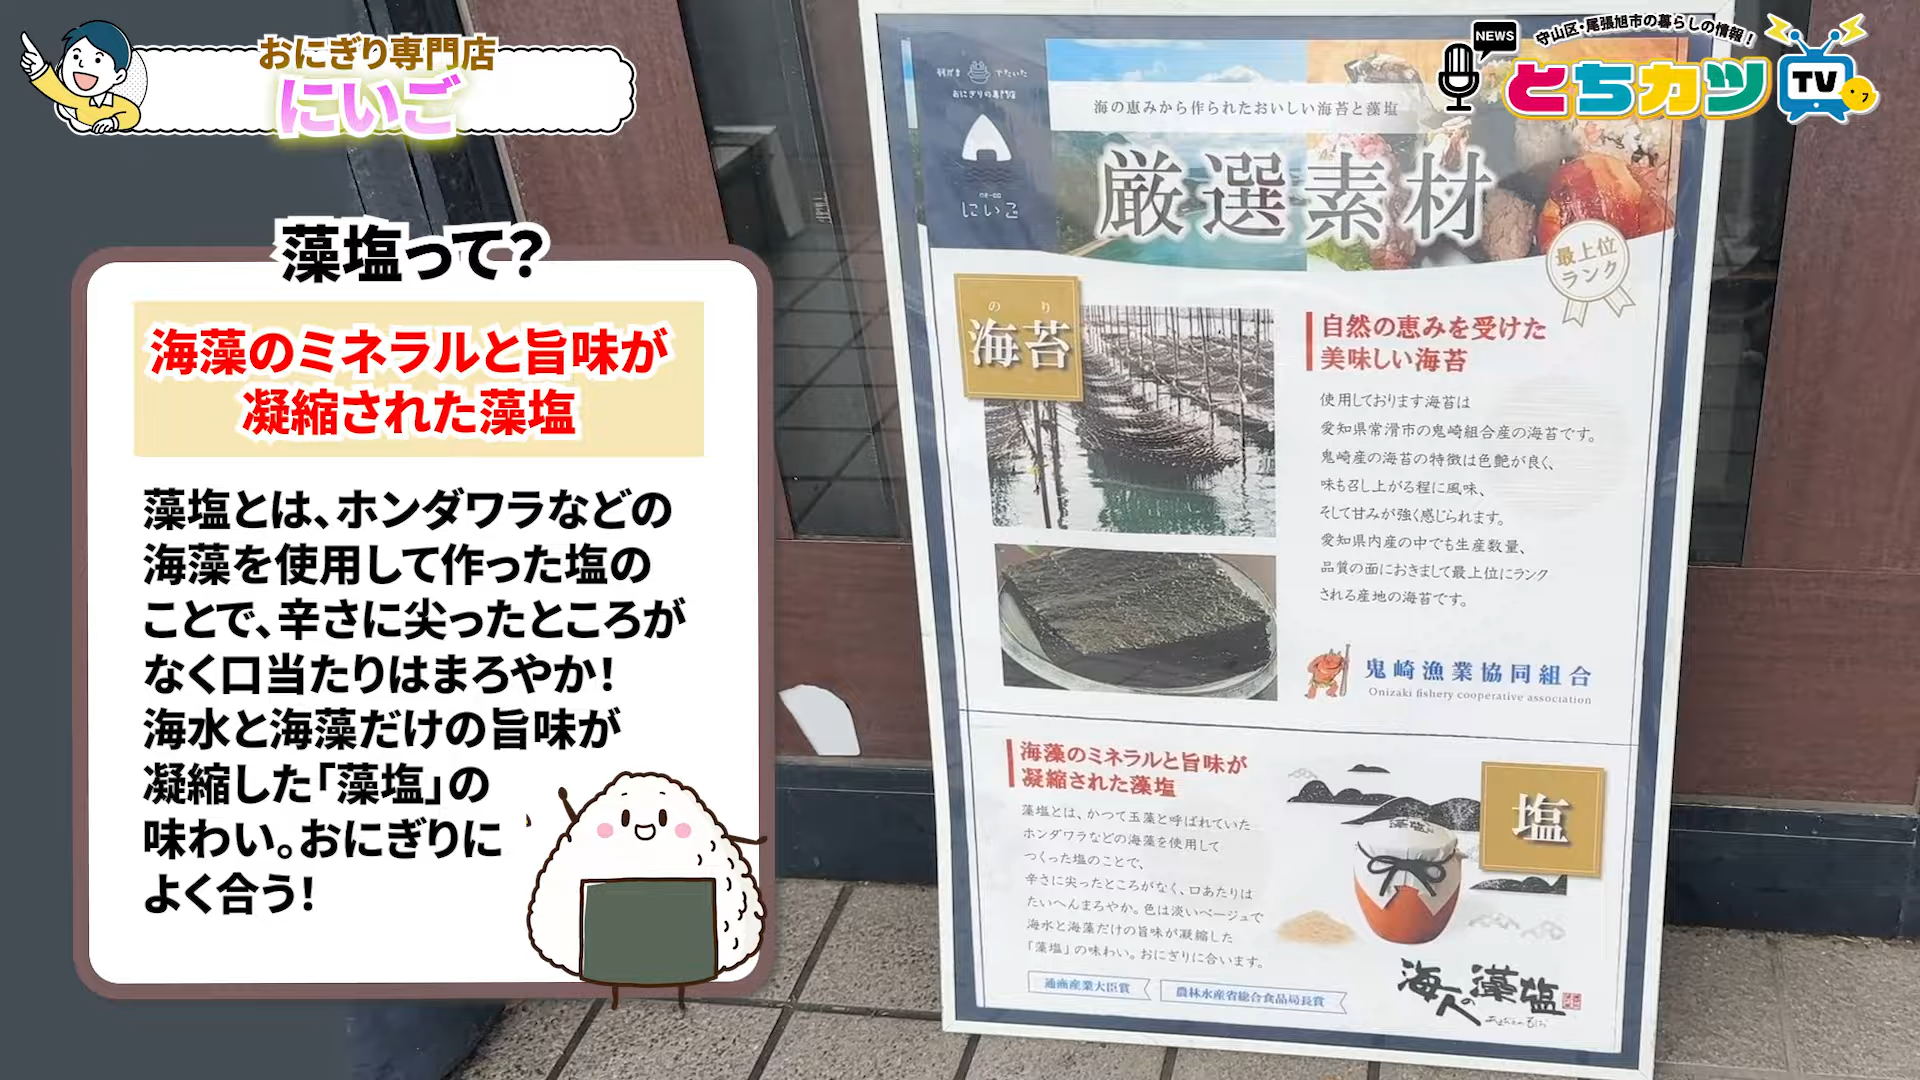 おにぎり専門店
にいご
NEWS
守山区・尾張旭市の暮らしの情報！
とちカツ
TV
藻塩って？
海藻のミネラルと旨味が
凝縮された藻塩
藻塩とは、ホンダワラなどの
海藻を使用して作った塩の
ことで、辛さに尖ったところが
なく口当たりはまろやか！
海水と海藻だけの旨味が
凝縮した「藻塩」の
味わい。おにぎりに
よく合う！
羽釜でたいた
おにぎりの専門店
にいご
海の恵みから作られたおいしい海苔と藻塩
厳選素材
最上位
ランク
のり
海苔
自然の恵みを受けた
美味しい海苔
使用しております海苔は
愛知県常滑市の鬼崎組合産の海苔です。
鬼崎産の海苔の特徴は色艶が良く、
味も召し上がる程に風味、
そして甘みが強く感じられます。
愛知県内産の中でも生産数量、
品質の面におきまして最上位にランク
される産地の海苔です。
鬼崎漁業協同組合
Onizaki fishery cooperative association
海藻のミネラルと旨味が
凝縮された藻塩
藻塩とは、かつて玉藻と呼ばれていた
ホンダワラなどの海藻を使用して
つくった塩のことで、
辛さに尖ったところがなく、口あたりは
たいへんまろやか。色は淡いベージュで
海水と海藻だけの旨味が凝縮した
「藻塩」の味わい。おにぎりに合います。
通商産業大臣賞
農林水産省総合食品局長賞
塩
海人の藻塩
あまびとのもしお